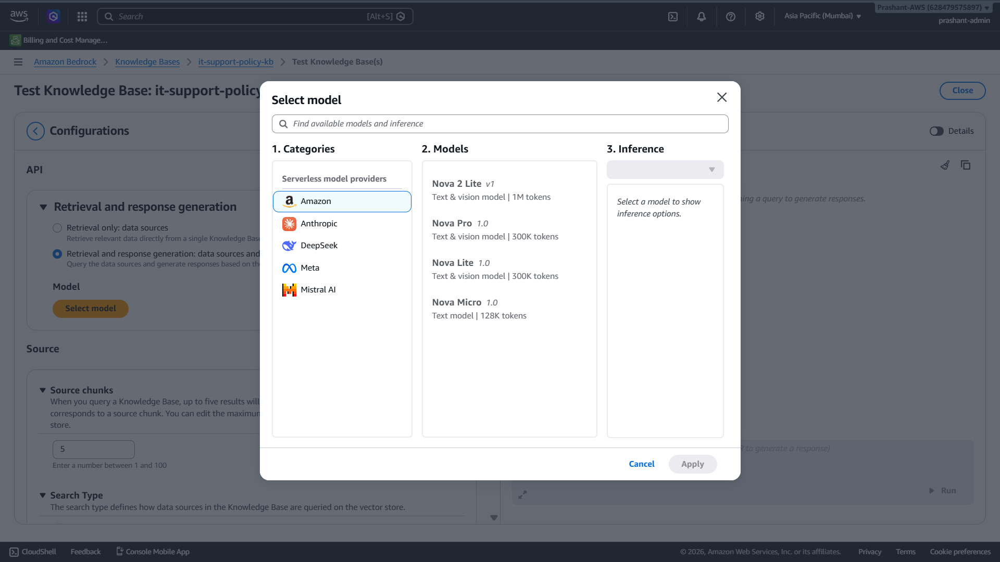 aws
Search
[Alt+S]
Asia Pacific (Mumbai)
Prashant-AWS (628479575897)
prashant-admin
Billing and Cost Manage...
Amazon Bedrock
Knowledge Bases
it-support-policy-kb
Test Knowledge Base(s)
Test Knowledge Base: it-support-policy
Close
Configurations
Details
API
Retrieval and response generation
Retrieval only: data sources
Retrieve relevant data directly from a single Knowledge Base
Retrieval and response generation: data sources and
Query the data sources and generate responses based on
Model
Select model
Source
Source chunks
When you query a Knowledge Base, up to five results will
corresponds to a source chunk. You can edit the maximum
store.
5
Enter a number between 1 and 100
Search Type
The search type defines how data sources in the Knowledge Base are queried on the vector store.
Select model
Find available models and inference
1. Categories
Serverless model providers
Amazon
Anthropic
DeepSeek
Meta
Mistral AI
2. Models
Nova 2 Lite v1
Text & vision model | 1M tokens
Nova Pro 1.0
Text & vision model | 300K tokens
Nova Lite 1.0
Text & vision model | 300K tokens
Nova Micro 1.0
Text model | 128K tokens
3. Inference
Select a model to show
inference options.
Cancel
Apply
a query to generate responses.
to generate a response)
Run
CloudShell
Feedback
Console Mobile App
© 2026, Amazon Web Services, Inc. or its affiliates.
Privacy
Terms
Cookie preferences